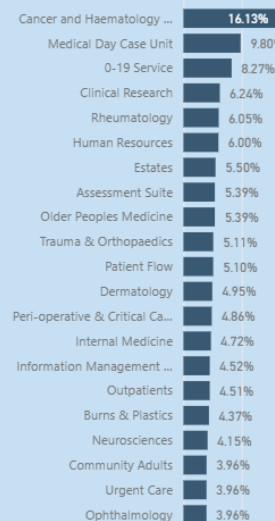 Cancer and Haematology ... 16.13%
Medical Day Case Unit 9.80
0-19 Service 8.27%
Clinical Research 6.24%
Rheumatology 6.05%
Human Resources 6.00%
Estates 5.50%
Assessment Suite 5.39%
Older Peoples Medicine 5.39%
Trauma & Orthopaedics 5.11%
Patient Flow 5.10%
Dermatology 4.95%
Peri-operative & Critical Ca... 4.86%
Internal Medicine 4.72%
Information Management ... 4.52%
Outpatients 4.51%
Burns & Plastics 4.37%
Neurosciences 4.15%
Community Adults 3.96%
Urgent Care 3.96%
Ophthalmology 3.96%